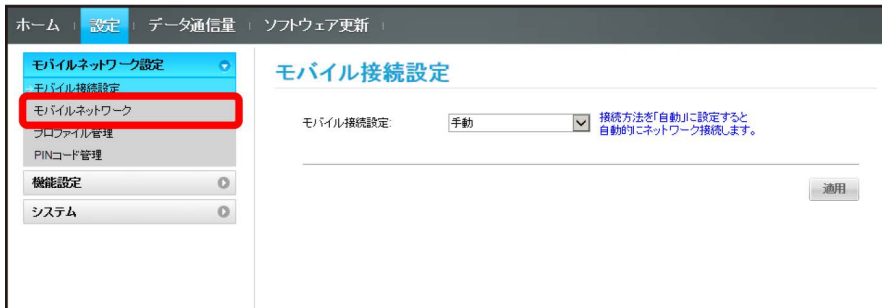 ホーム 設定 データ通信量 ソフトウェア更新
モバイルネットワーク設定
モバイル接続設定
モバイルネットワーク
プロファイル管理
PINコード管理
機能設定
システム
モバイル接続設定
モバイル接続設定: 手動
接続方法を「自動」に設定すると
自動的にネットワーク接続します。
適用